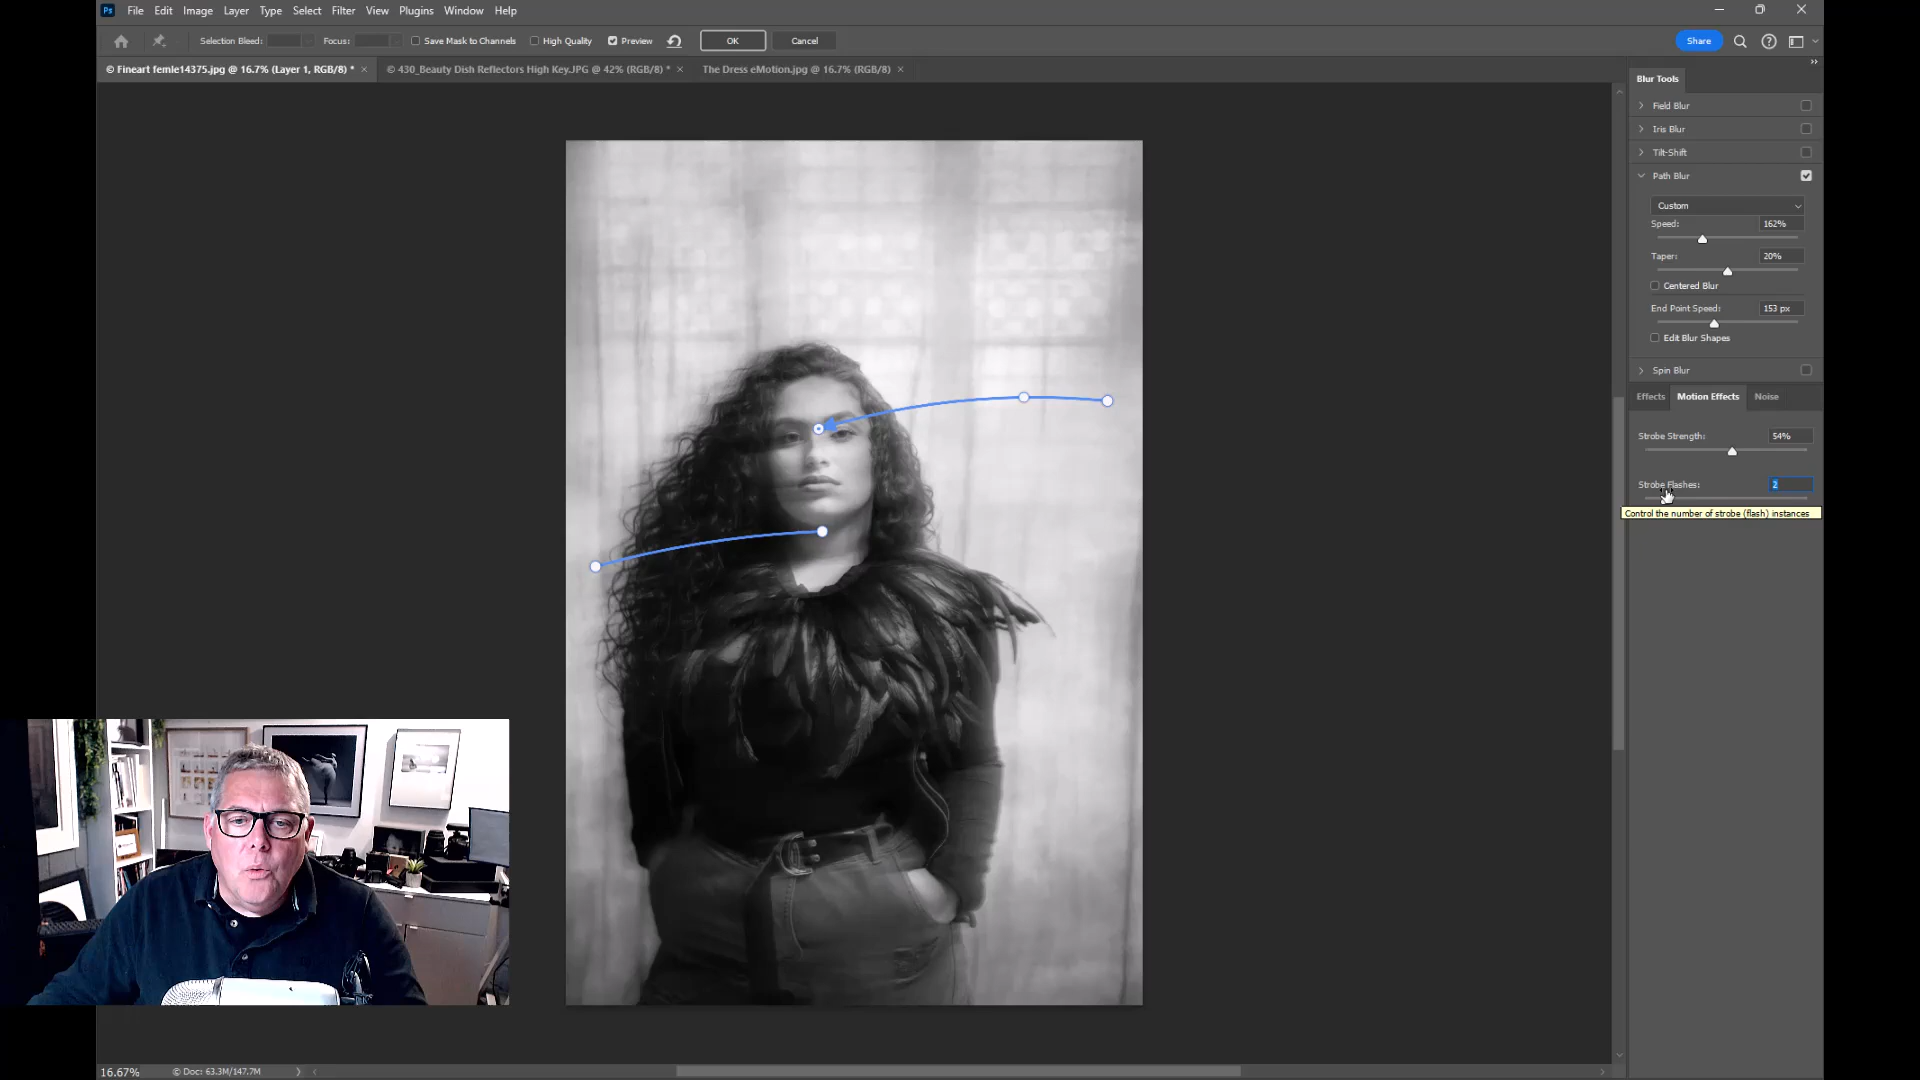 Ps File Edit Image Layer Type Select Filter View Plugins Window Help
Selection Bleed: Focus: Save Mask to Channels High Quality Preview OK Cancel Share
© Fineart femle14375.jpg @ 16.7% (Layer 1, RGB/8) * × © 430_Beauty Dish Reflectors High Key.JPG @ 42% (RGB/8) * × The Dress eMotion.jpg @ 16.7% (RGB/8) ×
Blur Tools
Field Blur
Iris Blur
Tilt-Shift
Path Blur
Custom
Speed: 162%
Taper: 20%
Centered Blur
End Point Speed: 153 px
Edit Blur Shapes
Spin Blur
Effects Motion Effects Noise
Strobe Strength: 54%
Strobe Flashes: 2
Control the number of strobe (flash) instances
16.67% © Doc: 63.3M/147.7M